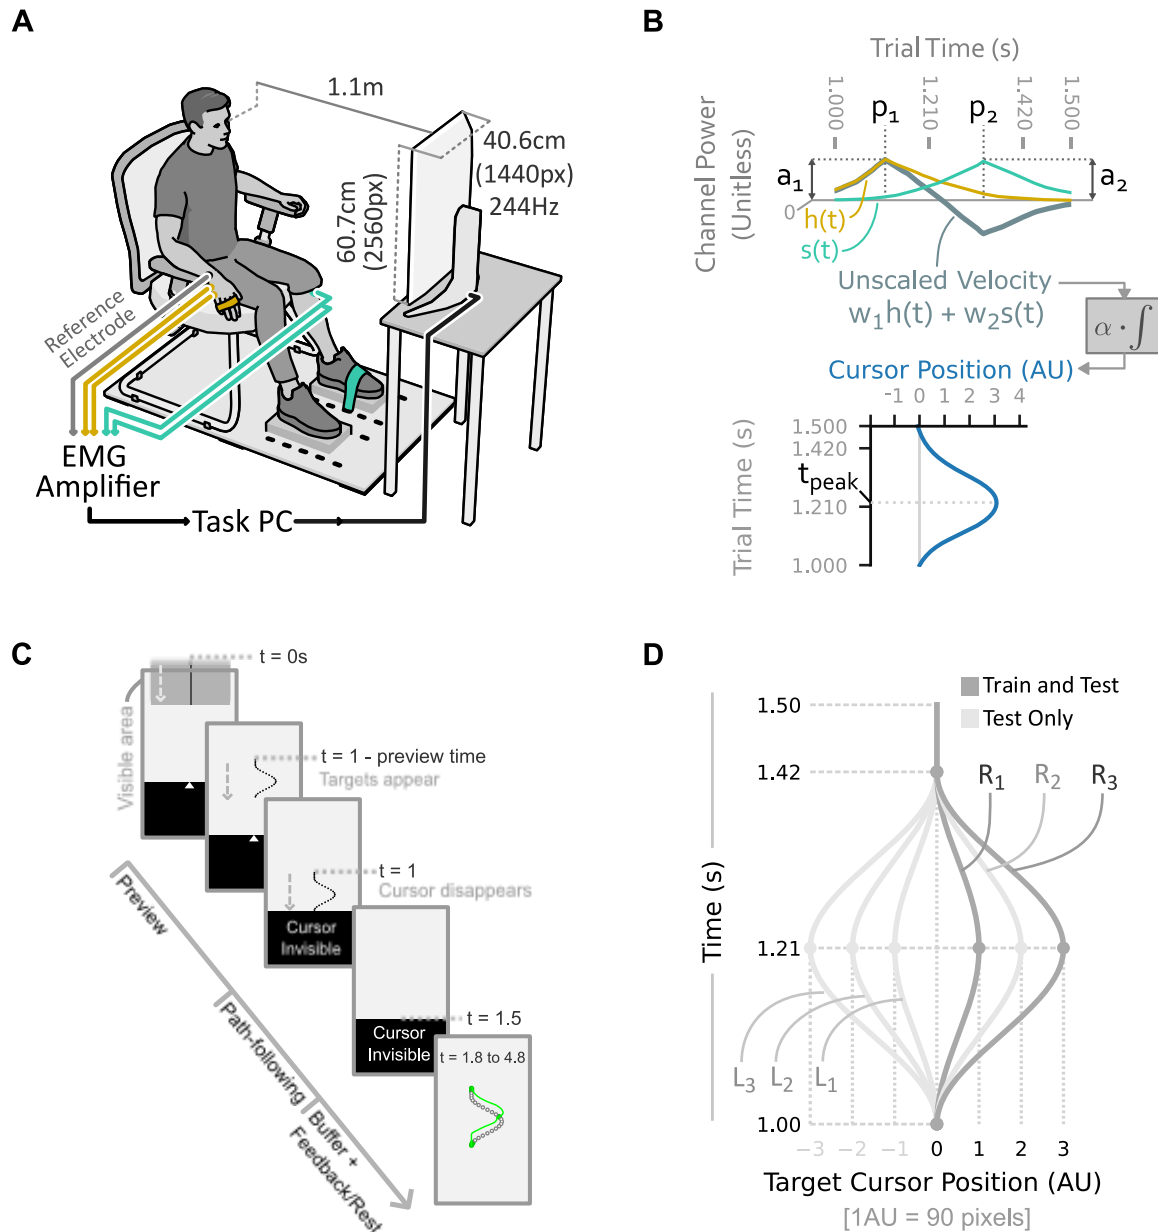 A
1.1m
40.6cm
(1440px)
244Hz
60.7cm
(2560px)
Reference
Electrode
EMG
Amplifier
Task PC
B
Trial Time (s)
1.000
1.210
1.420
1.500
p1
p2
Channel Power
(Unitless)
a1
a2
0
h(t)
s(t)
Unscaled Velocity
w1h(t) + w2s(t)
α · ∫
Cursor Position (AU)
-1 0 1 2 3 4
Trial Time (s)
1.500
1.420
tpeak
1.210
1.000
C
t = 0s
Visible area
t = 1 - preview time
Targets appear
t = 1
Cursor disappears
Cursor
Invisible
t = 1.5
Cursor
Invisible
t = 1.8 to 4.8
Preview
Path-following
Buffer +
Feedback/Rest
D
Train and Test
Test Only
Time (s)
1.50
1.42
1.21
1.00
R1
R2
R3
L3
L2
L1
−3 −2 −1 0 1 2 3
Target Cursor Position (AU)
[1AU = 90 pixels]